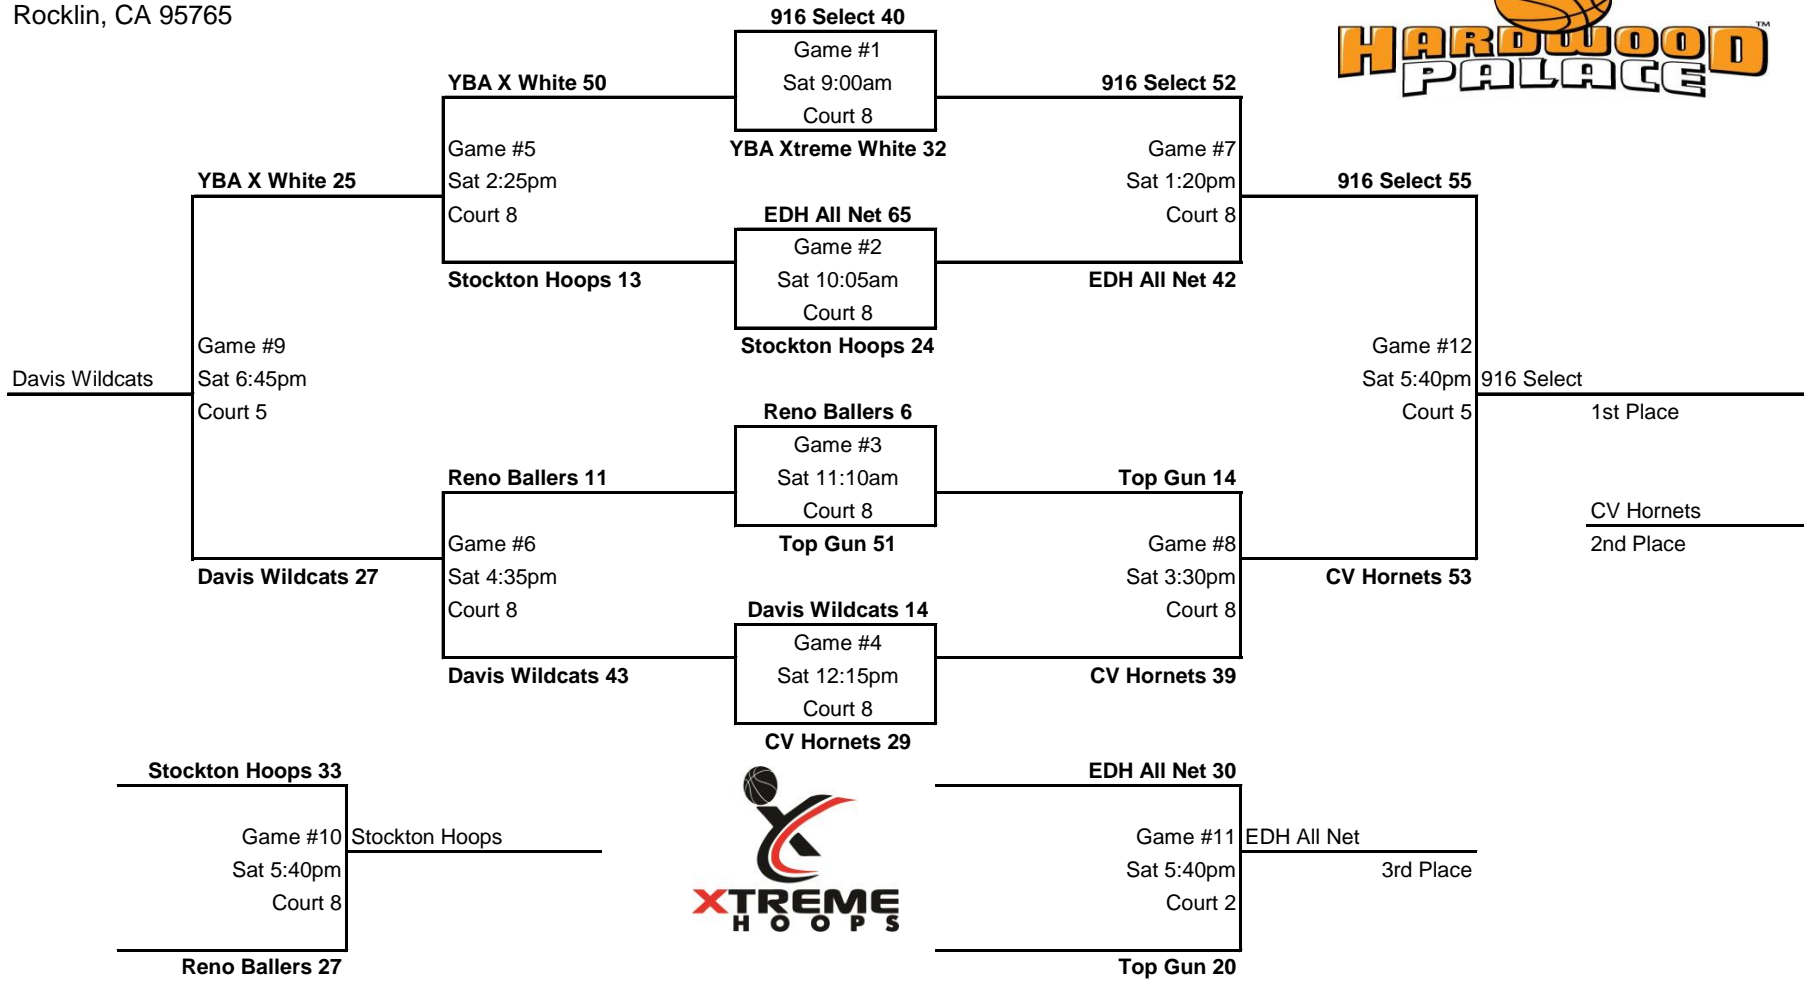 Rocklin, CA 95765
HARDWOOD
PALACE
TM
916 Select 40
Game #1
Sat 9:00am
Court 8
YBA Xtreme White 32
YBA X White 50
Game #5
Sat 2:25pm
Court 8
Stockton Hoops 13
916 Select 52
Game #7
Sat 1:20pm
Court 8
EDH All Net 42
YBA X White 25
Game #9
Sat 6:45pm
Court 5
Davis Wildcats 27
Davis Wildcats
EDH All Net 65
Game #2
Sat 10:05am
Court 8
Stockton Hoops 24
916 Select 55
Game #12
Sat 5:40pm
Court 5
CV Hornets 53
916 Select
1st Place
CV Hornets
2nd Place
Reno Ballers 6
Game #3
Sat 11:10am
Court 8
Top Gun 51
Reno Ballers 11
Game #6
Sat 4:35pm
Court 8
Davis Wildcats 43
Top Gun 14
Game #8
Sat 3:30pm
Court 8
CV Hornets 39
Davis Wildcats 14
Game #4
Sat 12:15pm
Court 8
CV Hornets 29
Stockton Hoops 33
Game #10
Sat 5:40pm
Court 8
Reno Ballers 27
Stockton Hoops
XTREME
HOOPS
EDH All Net 30
Game #11
Sat 5:40pm
Court 2
Top Gun 20
EDH All Net
3rd Place